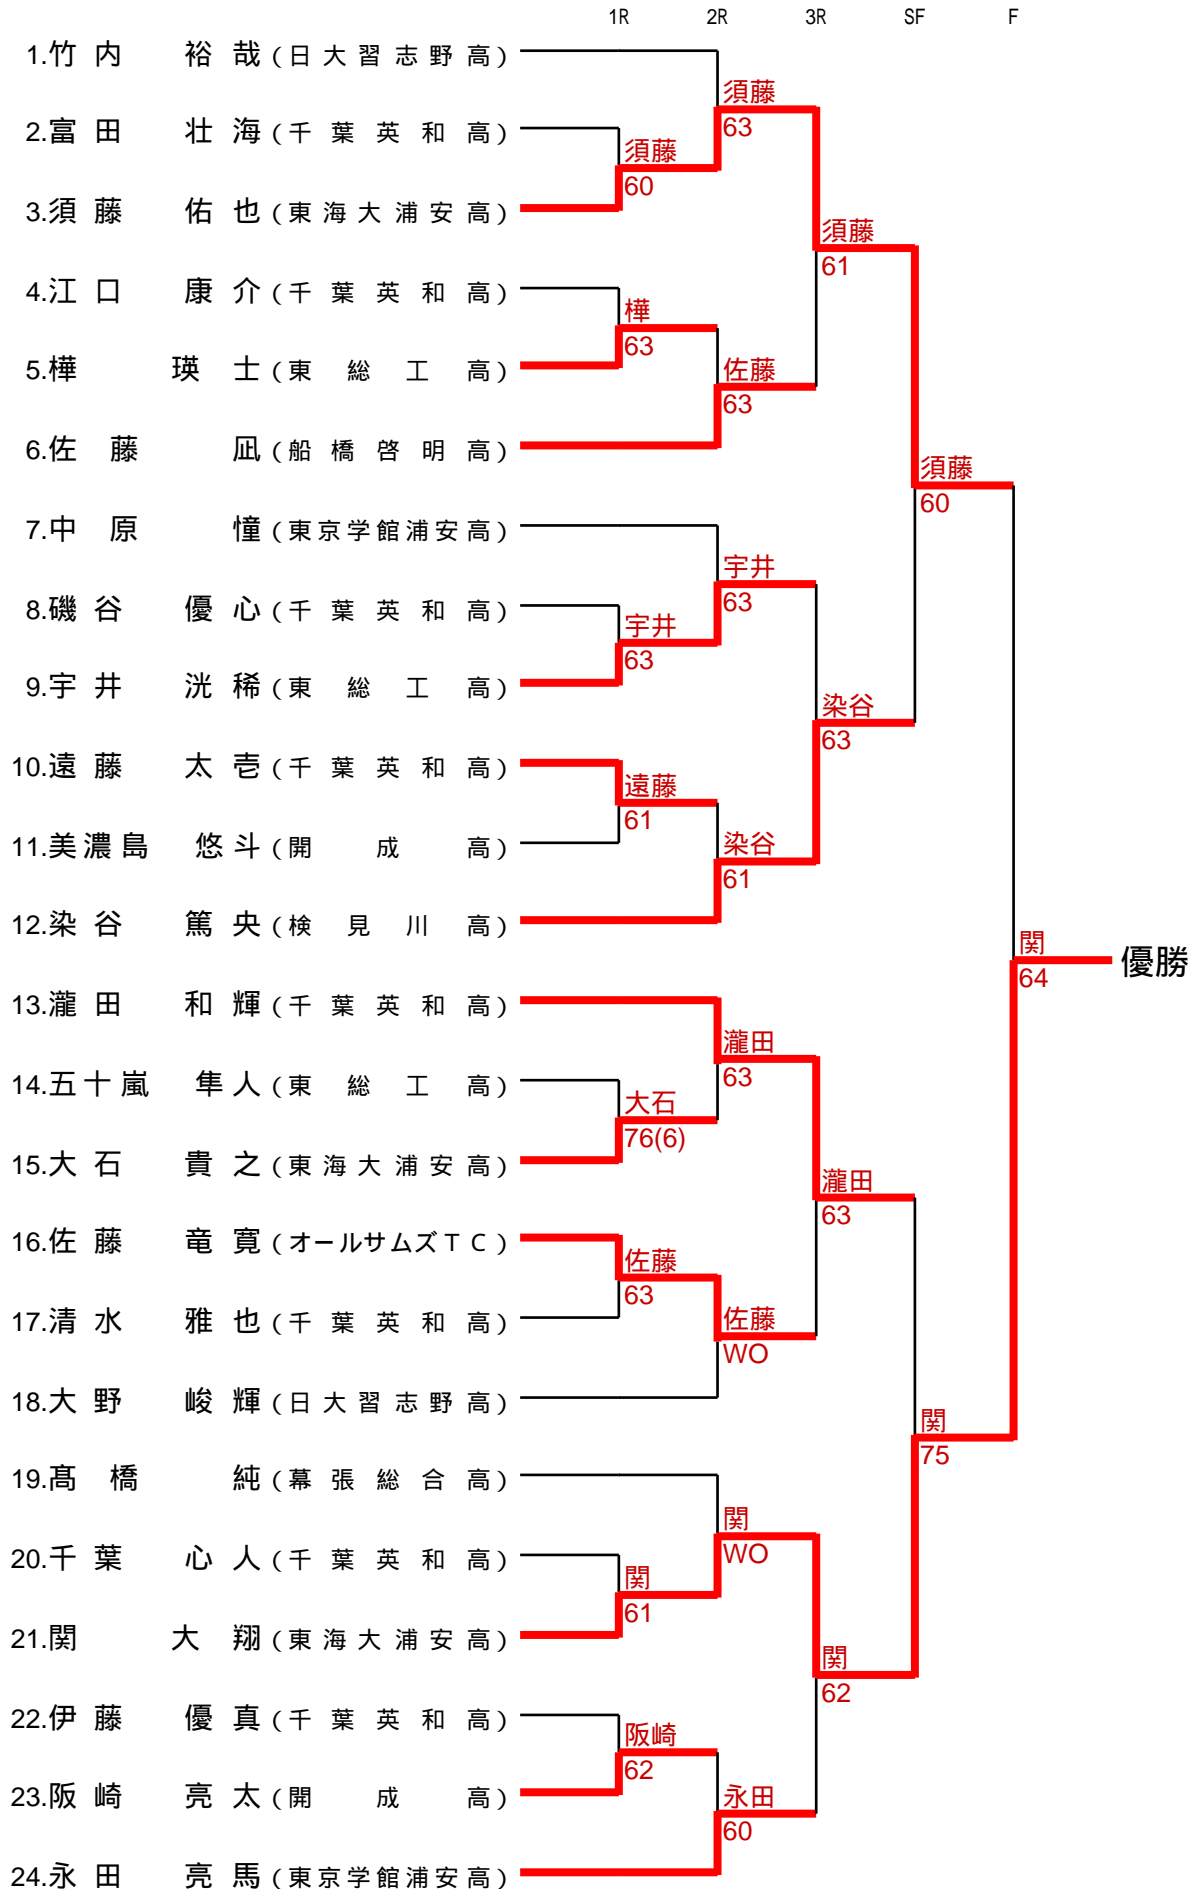 1R 2R 3R SF F
1.竹内 裕哉(日大習志野高)
須藤
63
2.富田 壮海(千葉英和高)
須藤
60
3.須藤 佑也(東海大浦安高)
須藤
61
4.江口 康介(千葉英和高)
樺
63
5.樺 瑛士(東総工高)
佐藤
63
6.佐藤 凪(船橋啓明高)
須藤
60
7.中原 憧(東京学館浦安高)
宇井
63
8.磯谷 優心(千葉英和高)
宇井
63
9.宇井 洸稀(東総工高)
染谷
63
10.遠藤 太壱(千葉英和高)
遠藤
61
11.美濃島 悠斗(開成高)
染谷
61
12.染谷 篤央(検見川高)
関
64
優勝
13.瀧田 和輝(千葉英和高)
瀧田
63
14.五十嵐 隼人(東総工高)
大石
76(6)
15.大石 貴之(東海大浦安高)
瀧田
63
16.佐藤 竜寛(オールサムズTC)
佐藤
63
17.清水 雅也(千葉英和高)
佐藤
WO
18.大野 峻輝(日大習志野高)
関
75
19.髙橋 純(幕張総合高)
関
WO
20.千葉 心人(千葉英和高)
関
61
21.関 大翔(東海大浦安高)
関
62
22.伊藤 優真(千葉英和高)
阪崎
62
23.阪崎 亮太(開成高)
永田
60
24.永田 亮馬(東京学館浦安高)